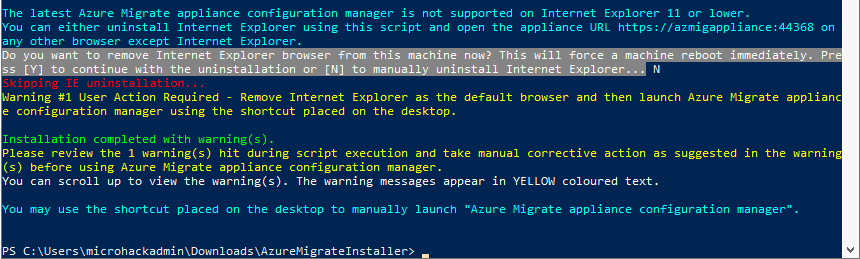 The latest Azure Migrate appliance configuration manager is not supported on Internet Explorer 11 or lower.
You can either uninstall Internet Explorer using this script and open the appliance URL https://azmigappliance:44368 on
any other browser except Internet Explorer.
Do you want to remove Internet Explorer browser from this machine now? This will force a machine reboot immediately. Pre
ss [Y] to continue with the uninstallation or [N] to manually uninstall Internet Explorer... N
Skipping IE uninstallation...
Warning #1 User Action Required - Remove Internet Explorer as the default browser and then launch Azure Migrate applianc
e configuration manager using the shortcut placed on the desktop.
Installation completed with warning(s).
Please review the 1 warning(s) hit during script execution and take manual corrective action as suggested in the warning
(s) before using Azure Migrate appliance configuration manager.
You can scroll up to view the warning(s). The warning messages appear in YELLOW coloured text.
You may use the shortcut placed on the desktop to manually launch "Azure Migrate appliance configuration manager".
PS C:\Users\microhackadmin\Downloads\AzureMigrateInstaller> _